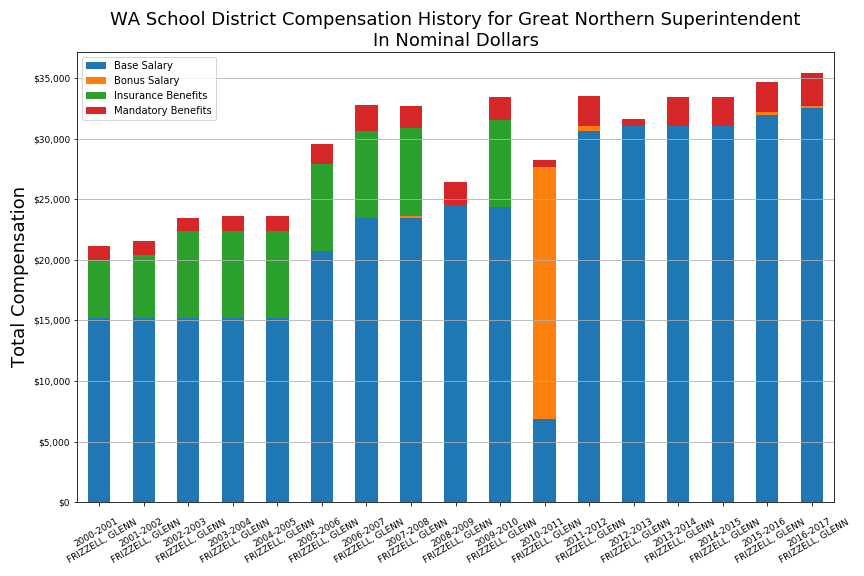 WA School District Compensation History for Great Northern Superintendent
In Nominal Dollars
Base Salary
Bonus Salary
Insurance Benefits
Mandatory Benefits
Total Compensation
$35,000
$30,000
$25,000
$20,000
$15,000
$10,000
$5,000
$0
2000-2001
FRIZZELL, GLENN
2001-2002
FRIZZELL, GLENN
2002-2003
FRIZZELL, GLENN
2003-2004
FRIZZELL, GLENN
2004-2005
FRIZZELL, GLENN
2005-2006
FRIZZELL, GLENN
2006-2007
FRIZZELL, GLENN
2007-2008
FRIZZELL, GLENN
2008-2009
FRIZZELL, GLENN
2009-2010
FRIZZELL, GLENN
2010-2011
FRIZZELL, GLENN
2011-2012
FRIZZELL, GLENN
2012-2013
FRIZZELL, GLENN
2013-2014
FRIZZELL, GLENN
2014-2015
FRIZZELL, GLENN
2015-2016
FRIZZELL, GLENN
2016-2017
FRIZZELL, GLENN